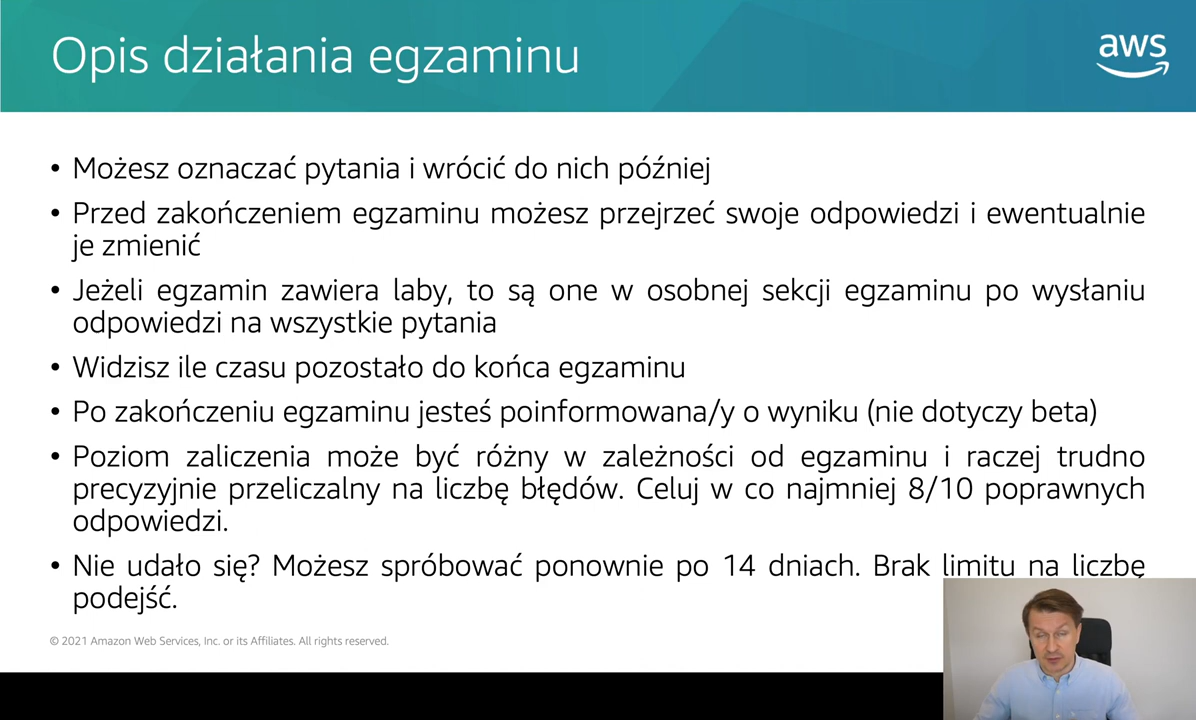 Opis działania egzaminu
aws
• Możesz oznaczać pytania i wrócić do nich później
• Przed zakończeniem egzaminu możesz przejrzeć swoje odpowiedzi i ewentualnie
je zmienić
• Jeżeli egzamin zawiera laby, to są one w osobnej sekcji egzaminu po wysłaniu
odpowiedzi na wszystkie pytania
• Widzisz ile czasu pozostało do końca egzaminu
• Po zakończeniu egzaminu jesteś poinformowana/y o wyniku (nie dotyczy beta)
• Poziom zaliczenia może być różny w zależności od egzaminu i raczej trudno
precyzyjnie przeliczalny na liczbę błędów. Celuj w co najmniej 8/10 poprawnych
odpowiedzi.
• Nie udało się? Możesz spróbować ponownie po 14 dniach. Brak limitu na liczbę
podejść.
© 2021 Amazon Web Services, Inc. or its Affiliates. All rights reserved.